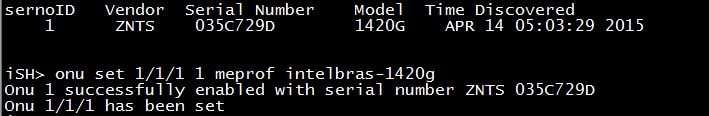 sernoID Vendor Serial Number Model Time Discovered
1 ZNTS 035C729D 1420G APR 14 05:03:29 2015
iSH> onu set 1/1/1 1 meprof intelbras-1420g
Onu 1 successfully enabled with serial number ZNTS 035C729D
Onu 1/1/1 has been set